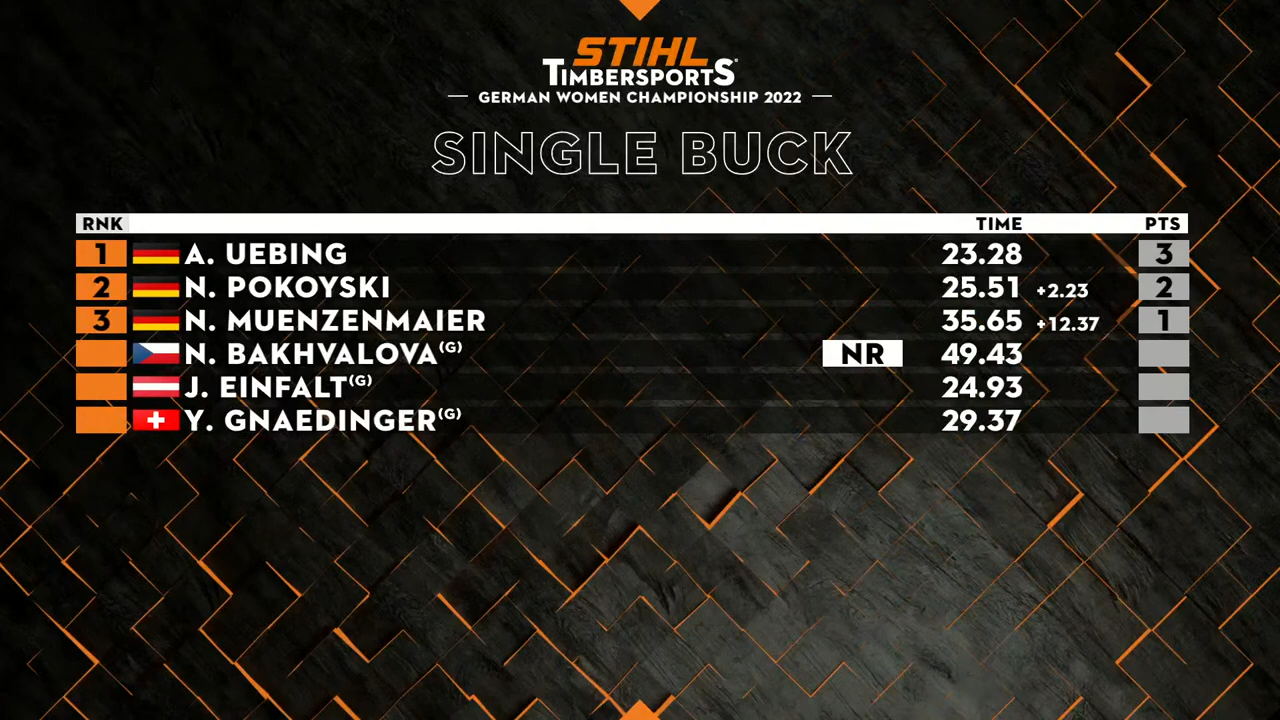 STIHL
TIMBERSPORTS®
GERMAN WOMEN CHAMPIONSHIP 2022
SINGLE BUCK
RNK TIME PTS
1 A. UEBING 23.28 3
2 N. POKOYSKI 25.51 +2.23 2
3 N. MUENZENMAIER 35.65 +12.37 1
N. BAKHVALOVA(G) NR 49.43
J. EINFALT(G) 24.93
Y. GNAEDINGER(G) 29.37